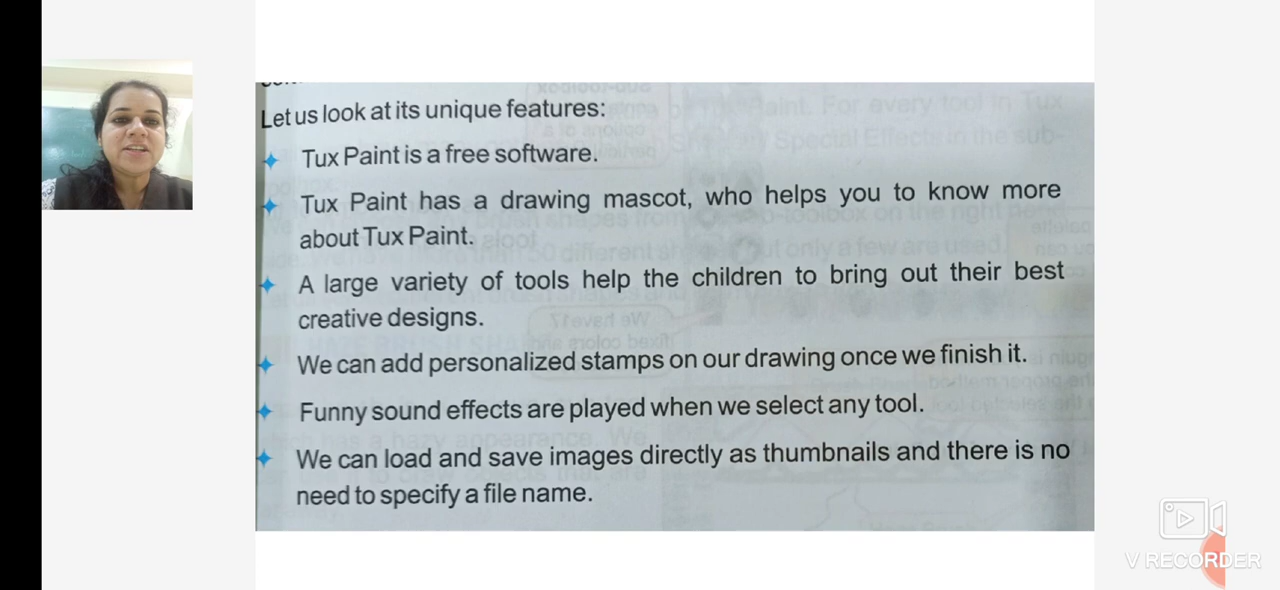 Let us look at its unique features:
Tux Paint is a free software.
Tux Paint has a drawing mascot, who helps you to know more
about Tux Paint.
A large variety of tools help the children to bring out their best
creative designs.
We can add personalized stamps on our drawing once we finish it.
Funny sound effects are played when we select any tool.
We can load and save images directly as thumbnails and there is no
need to specify a file name.
V RECORDER